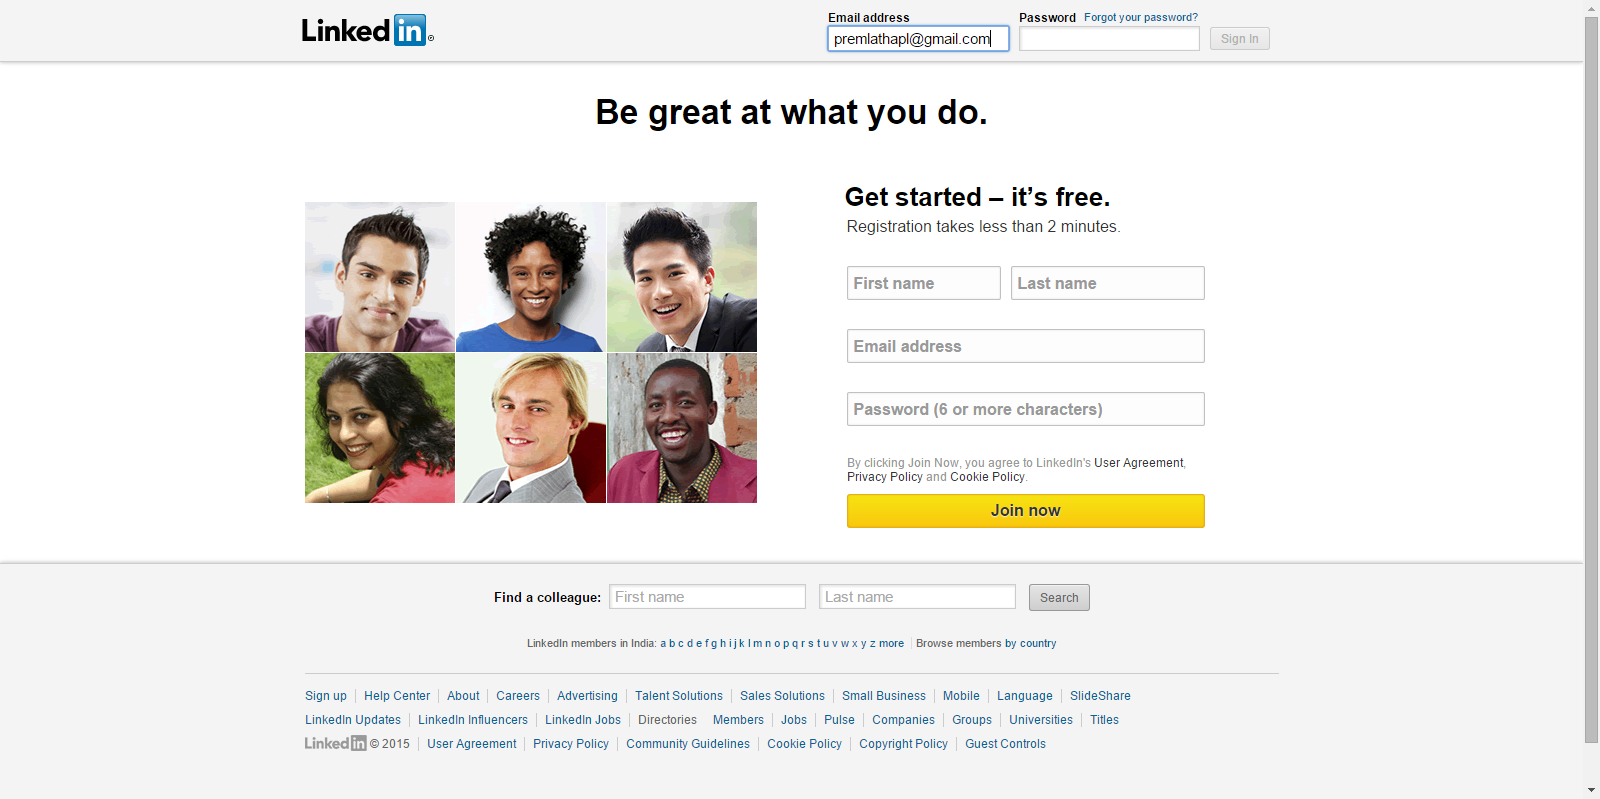 Linked in ®
Email address
Password Forgot your password?
premlathapl@gmail.com
Sign In
Be great at what you do.
Get started – it’s free.
Registration takes less than 2 minutes.
First name Last name
Email address
Password (6 or more characters)
By clicking Join Now, you agree to LinkedIn's User Agreement,
Privacy Policy and Cookie Policy.
Join now
Find a colleague: First name Last name Search
LinkedIn members in India: a b c d e f g h i j k l m n o p q r s t u v w x y z more Browse members by country
Sign up Help Center About Careers Advertising Talent Solutions Sales Solutions Small Business Mobile Language SlideShare
LinkedIn Updates LinkedIn Influencers LinkedIn Jobs Directories Members Jobs Pulse Companies Groups Universities Titles
Linked in © 2015 User Agreement Privacy Policy Community Guidelines Cookie Policy Copyright Policy Guest Controls